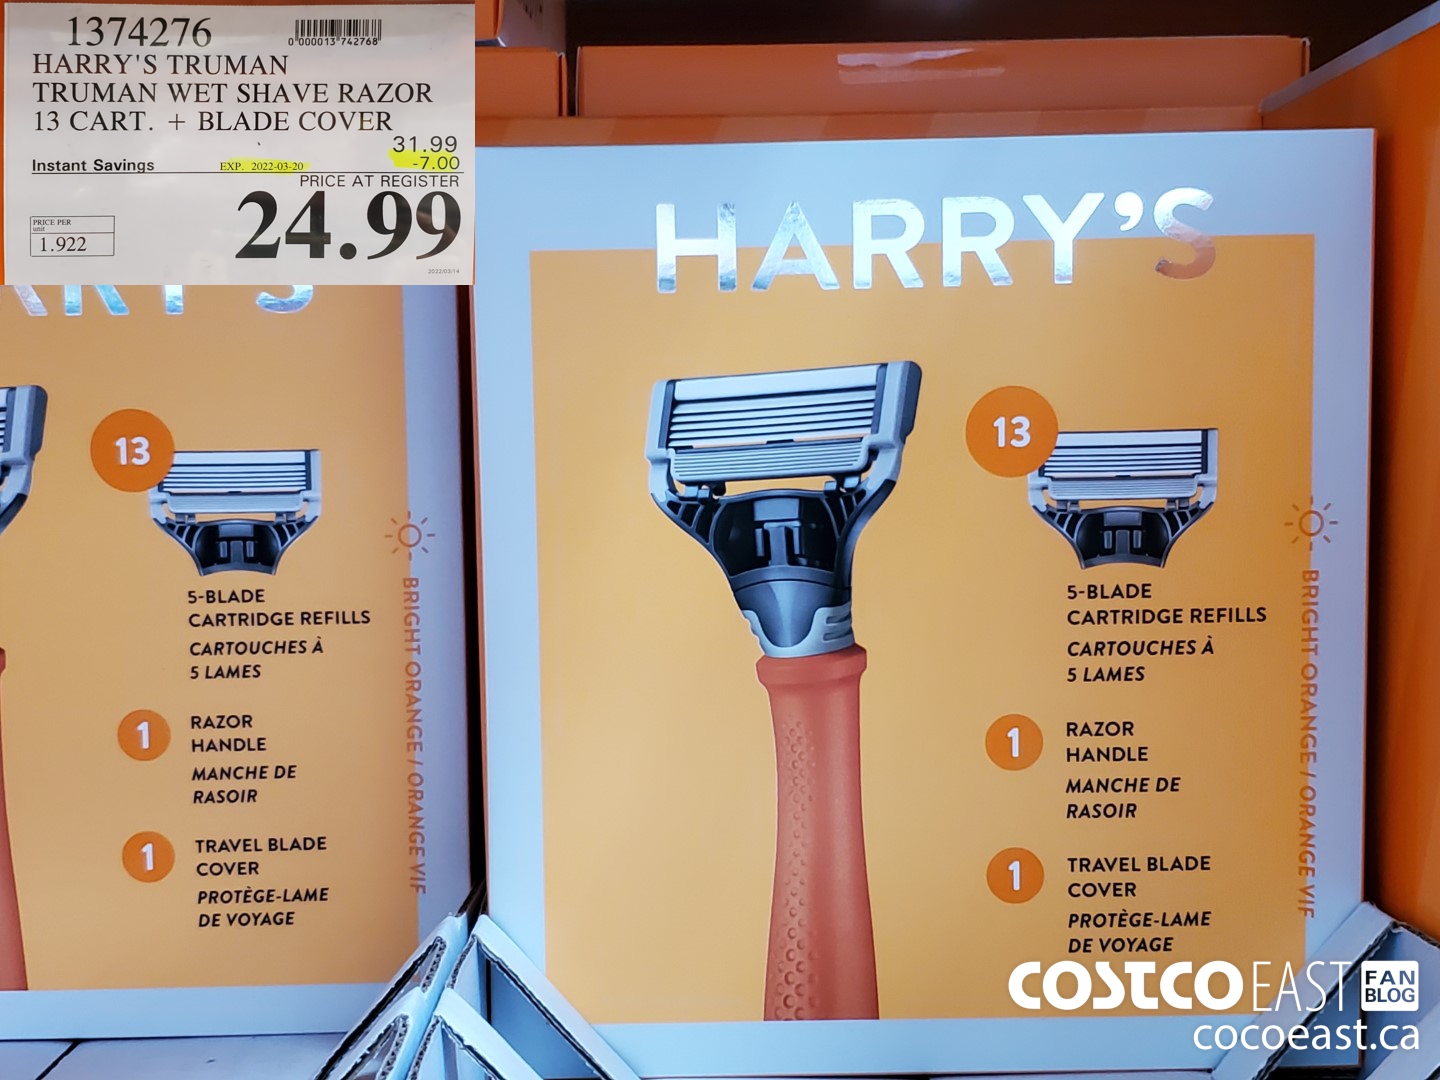 1374276
0"000013"742768"
HARRY'S TRUMAN
TRUMAN WET SHAVE RAZOR
13 CART. + BLADE COVER
31.99
Instant Savings EXP. 2022-03-20 -7.00
PRICE AT REGISTER
24.99
PRICE PER
unit
1.922
2022/03/14
13
5-BLADE
CARTRIDGE REFILLS
CARTOUCHES À
5 LAMES
1
RAZOR
HANDLE
MANCHE DE
RASOIR
1
TRAVEL BLADE
COVER
PROTÈGE-LAME
DE VOYAGE
BRIGHT ORANGE / ORANGE VIF
HARRY'S
13
5-BLADE
CARTRIDGE REFILLS
CARTOUCHES À
5 LAMES
1
RAZOR
HANDLE
MANCHE DE
RASOIR
1
TRAVEL BLADE
COVER
PROTÈGE-LAME
DE VOYAGE
BRIGHT ORANGE / ORANGE VIF
COSTCO EAST FAN BLOG
cocoeast.ca